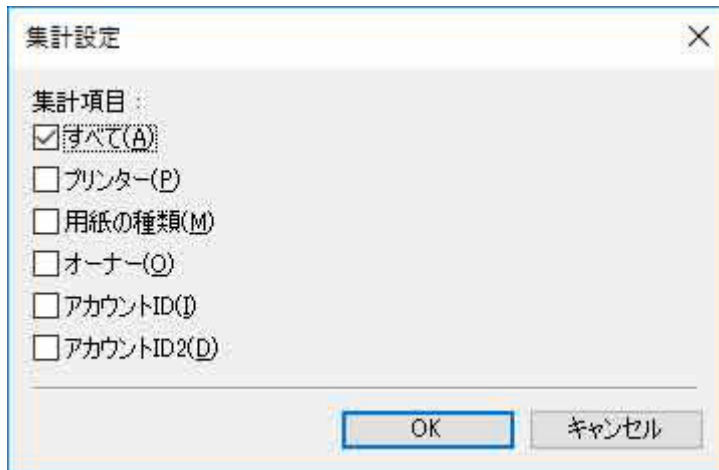 集計設定
集計項目：
すべて(A)
プリンター(P)
用紙の種類(M)
オーナー(O)
アカウントID(I)
アカウントID2(D)
OK キャンセル